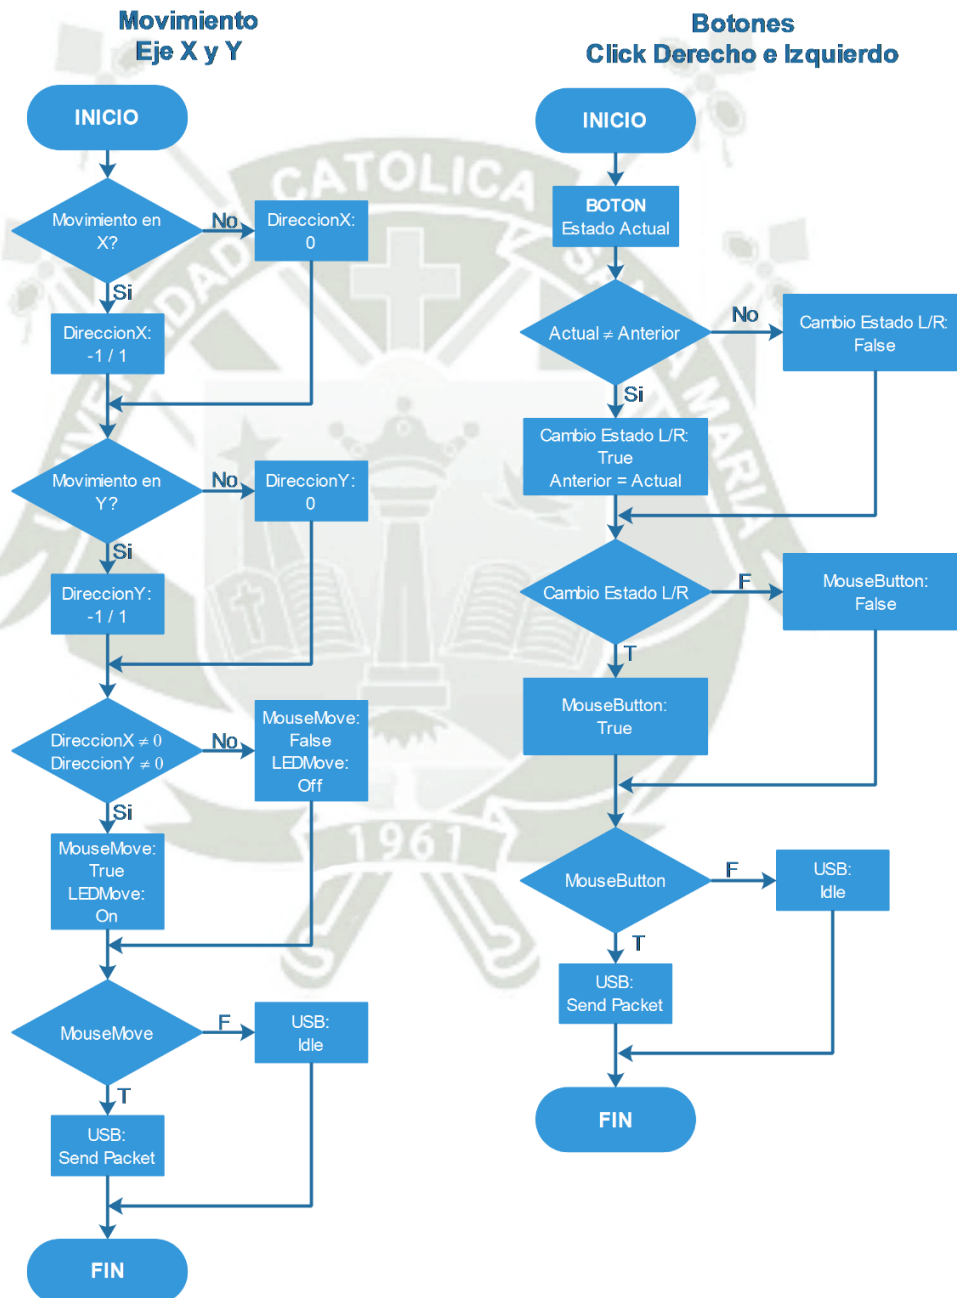 Movimiento
Eje X y Y
INICIO
Movimiento en
X?
No
DireccionX:
0
Si
DireccionX:
-1 / 1
Movimiento en
Y?
No
DireccionY:
0
Si
DireccionY:
-1 / 1
DireccionX ≠ 0
DireccionY ≠ 0
No
MouseMove:
False
LEDMove:
Off
Si
MouseMove:
True
LEDMove:
On
MouseMove
F
USB:
Idle
T
USB:
Send Packet
FIN
Botones
Click Derecho e Izquierdo
INICIO
BOTON
Estado Actual
Actual ≠ Anterior
No
Cambio Estado L/R:
False
Si
Cambio Estado L/R:
True
Anterior = Actual
Cambio Estado L/R
F
MouseButton:
False
T
MouseButton:
True
MouseButton
F
USB:
Idle
T
USB:
Send Packet
FIN
CATOLICA
1961